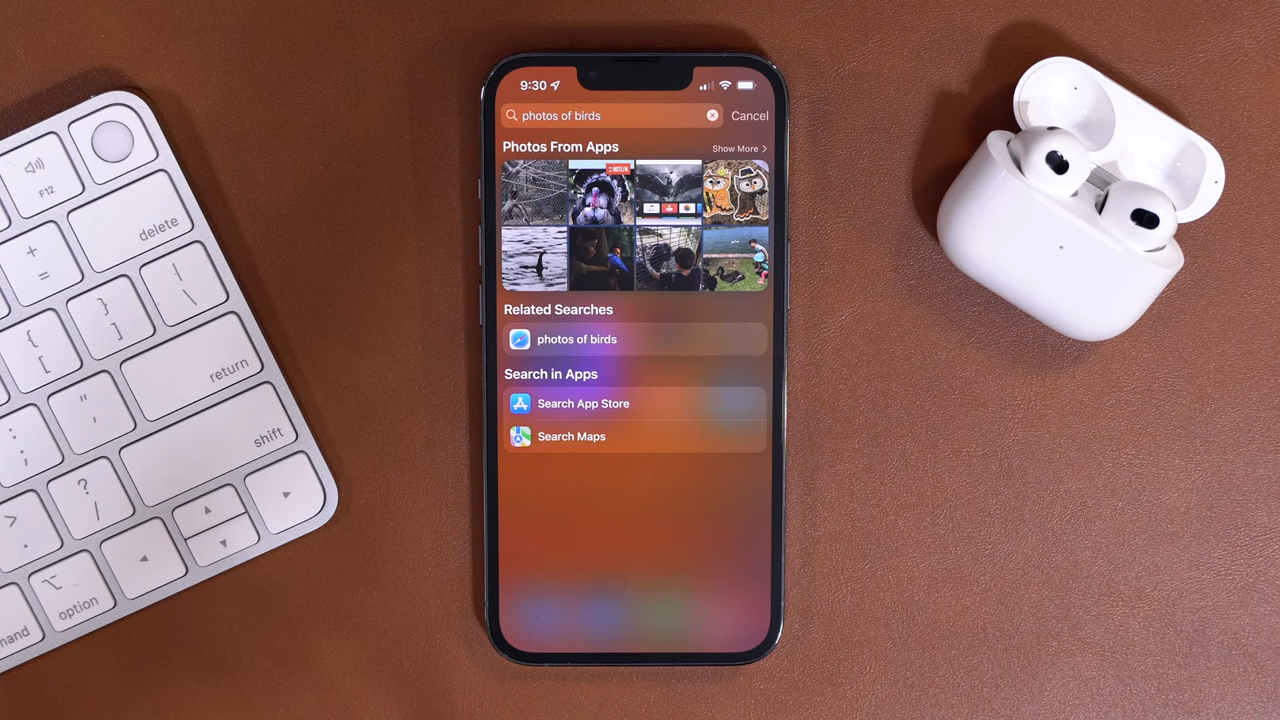 9:30
photos of birds
Cancel
Photos From Apps
Show More
Related Searches
photos of birds
Search in Apps
Search App Store
Search Maps
F12
delete
+
=
{
[
}
]
|
\
return
:
;
"
,
shift
>
.
?
/
option
mand